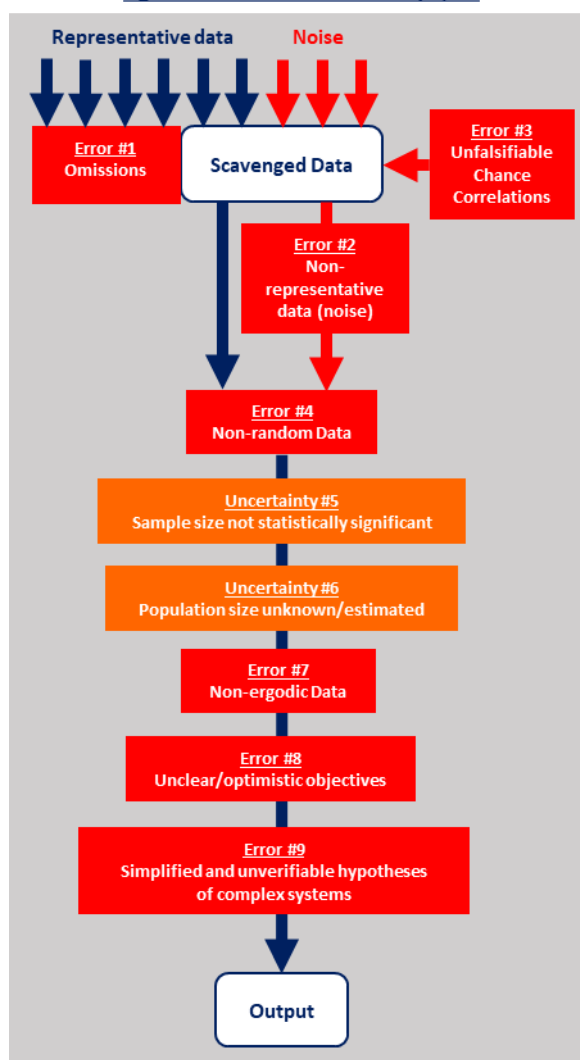 Representative data
Noise
Error #1
Omissions
Scavenged Data
Error #3
Unfalsifiable
Chance
Correlations
Error #2
Non-
representative
data (noise)
Error #4
Non-random Data
Uncertainty #5
Sample size not statistically significant
Uncertainty #6
Population size unknown/estimated
Error #7
Non-ergodic Data
Error #8
Unclear/optimistic objectives
Error #9
Simplified and unverifiable hypotheses
of complex systems
Output